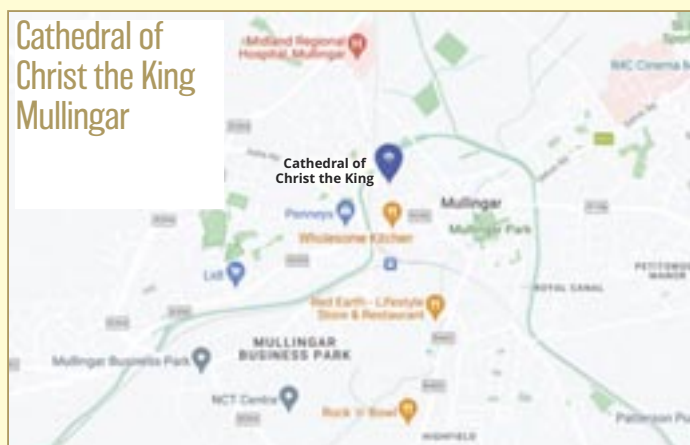 Cathedral of
Christ the King
Mullingar
Midland Regional
Hospital, Mullingar
IMC Cinema
Cathedral of
Christ the King
Penneys
Mullingar
Wholesome Kitchen
Mullingar Park
Lidl
ROYAL CANAL
Red Earth - Lifestyle
Store & Restaurant
MULLINGAR
BUSINESS PARK
Mullingar Business Park
NCT Centre
Rock 'n' Bowl
HIGHFIELD